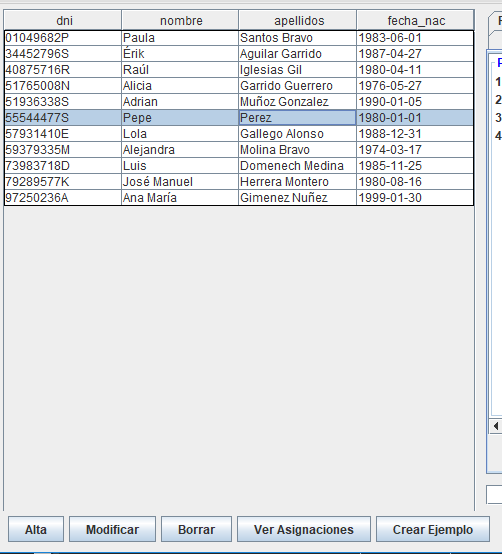 dni nombre apellidos fecha_nac
01049682P Paula Santos Bravo 1983-06-01
34452796S Érik Aguilar Garrido 1987-04-27
40875716R Raúl Iglesias Gil 1980-04-11
51765008N Alicia Garrido Guerrero 1976-05-27
51936338S Adrian Muñoz Gonzalez 1990-01-05
55544477S Pepe Perez 1980-01-01
57931410E Lola Gallego Alonso 1988-12-31
59379335M Alejandra Molina Bravo 1974-03-17
73983718D Luis Domenech Medina 1985-11-25
79289577K José Manuel Herrera Montero 1980-08-16
97250236A Ana María Gimenez Nuñez 1999-01-30
1
2
3
4
Alta Modificar Borrar Ver Asignaciones Crear Ejemplo